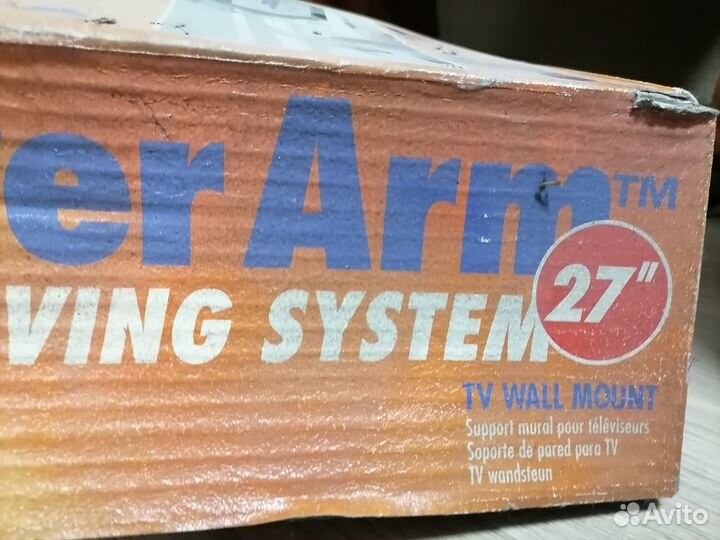 er Arm™
VING SYSTEM
27"
TV WALL MOUNT
Support mural pour téléviseurs
Soporte de pared para TV
TV wandsteun
Avito